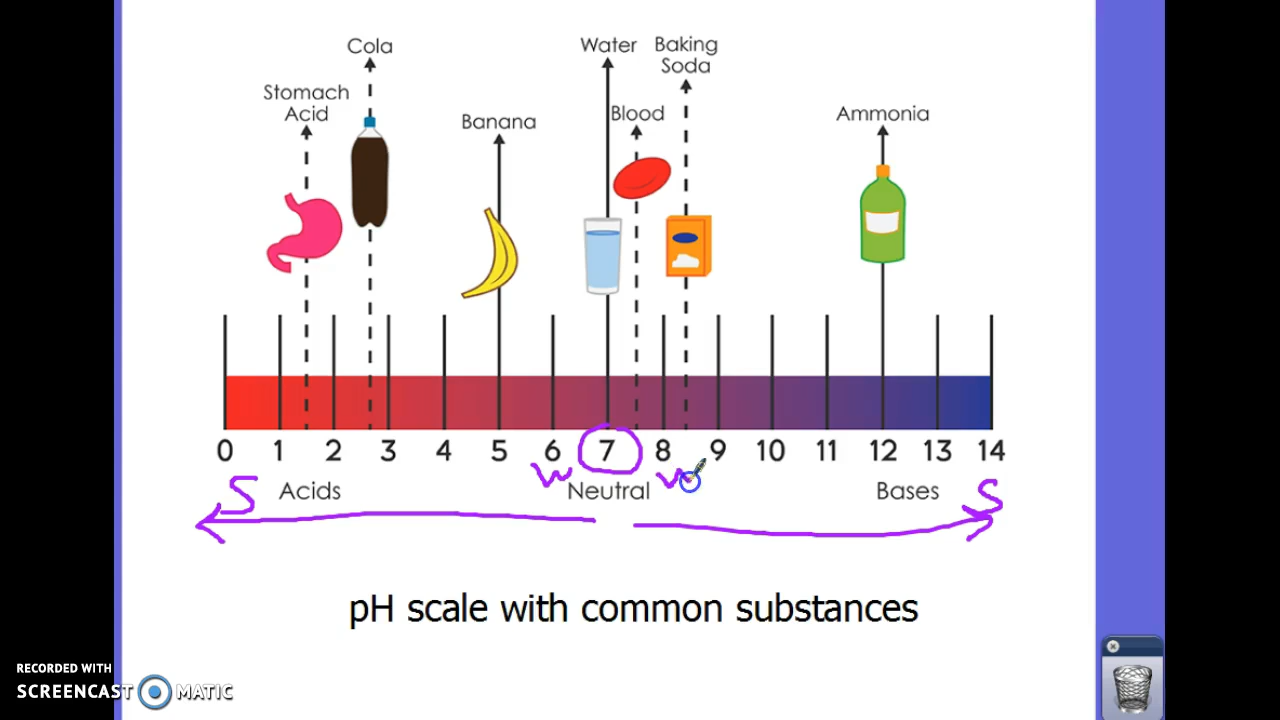 Cola
Water
Baking Soda
Stomach Acid
Banana
Blood
Ammonia
0 1 2 3 4 5 6 7 8 9 10 11 12 13 14
S Acids W Neutral W Bases S
pH scale with common substances
RECORDED WITH
SCREENCAST MATIC